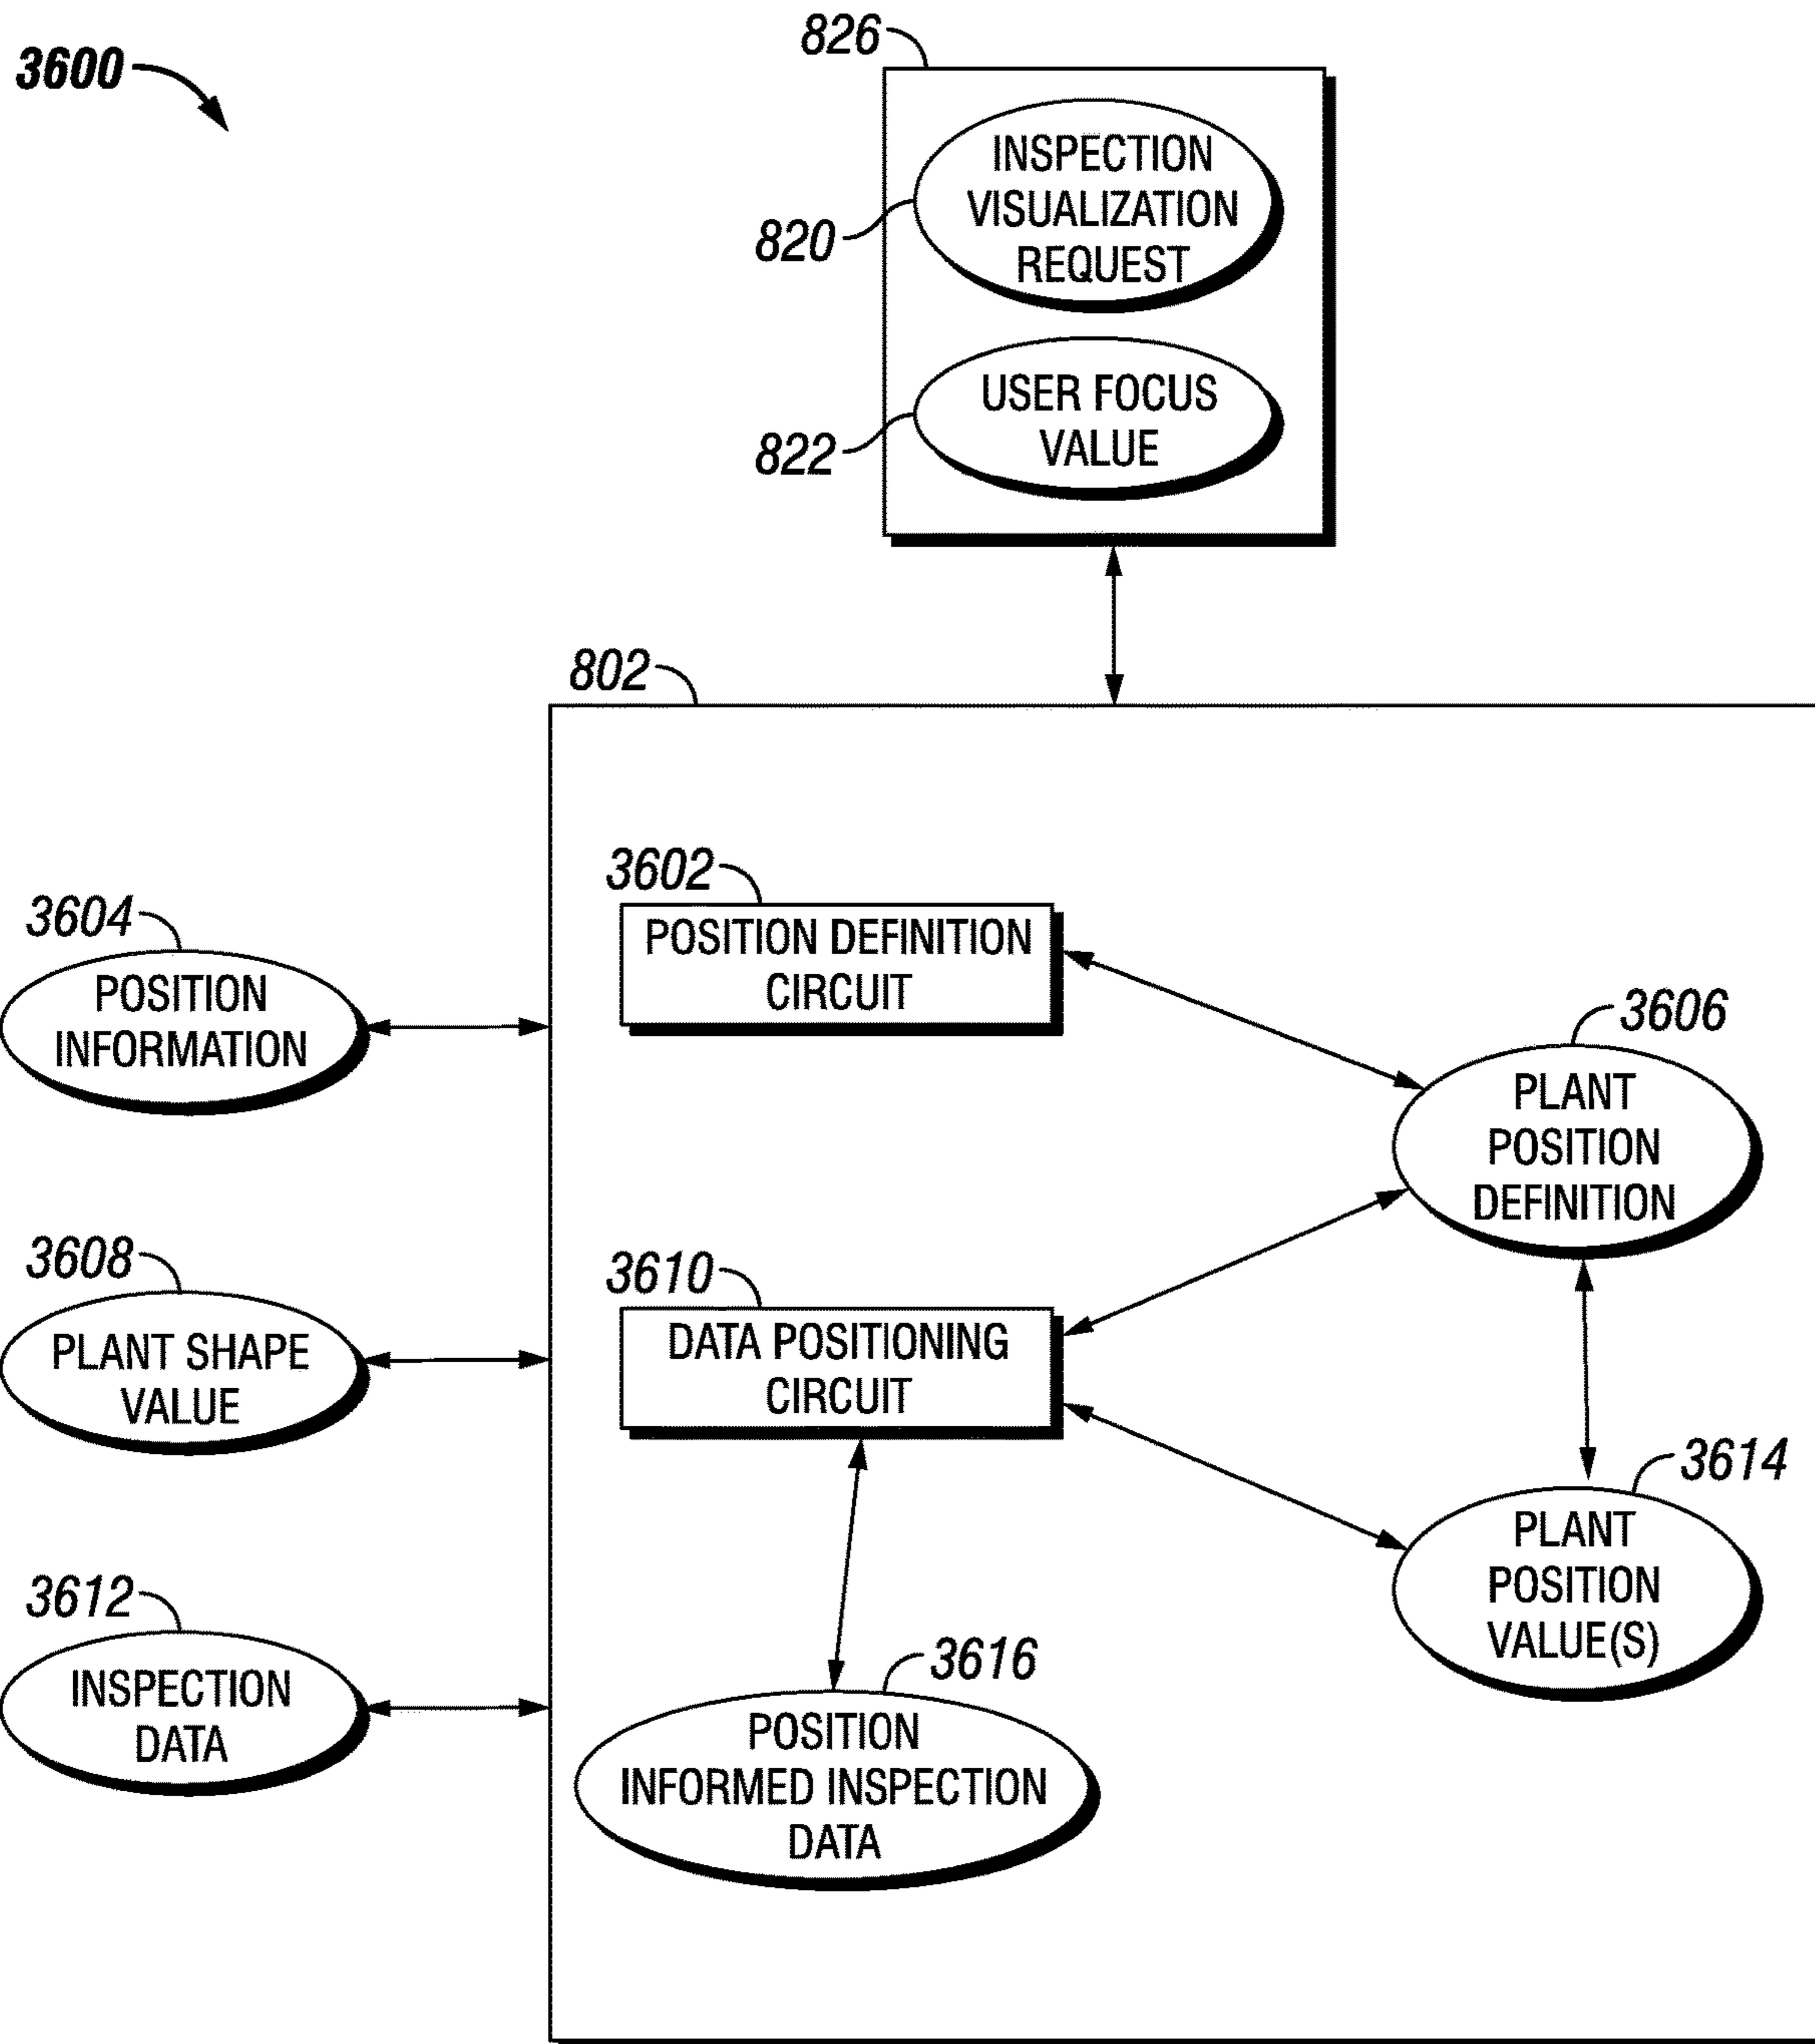 3600
826
INSPECTION
VISUALIZATION
REQUEST
820
USER FOCUS
VALUE
822
802
3602
POSITION DEFINITION
CIRCUIT
3604
POSITION
INFORMATION
3606
PLANT
POSITION
DEFINITION
3608
PLANT SHAPE
VALUE
3610
DATA POSITIONING
CIRCUIT
3614
PLANT
POSITION
VALUE(S)
3612
INSPECTION
DATA
3616
POSITION
INFORMED INSPECTION
DATA